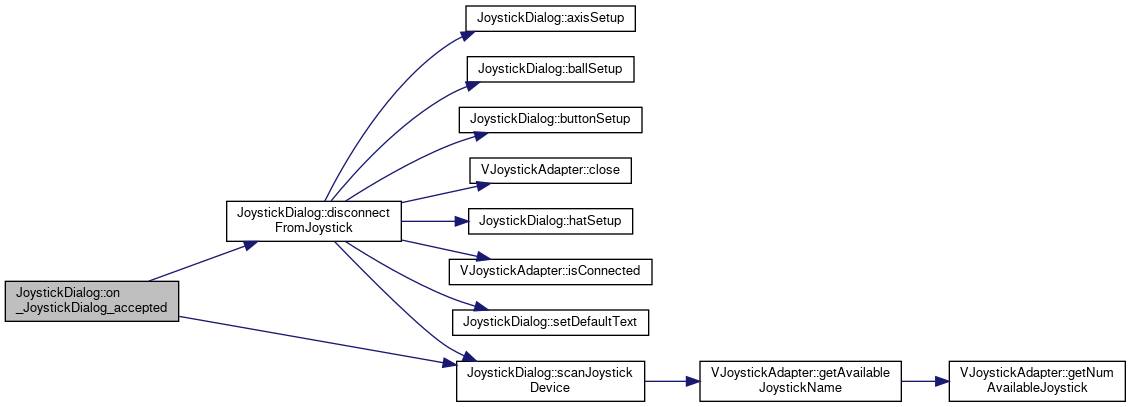 JoystickDialog::on
_JoystickDialog_accepted
JoystickDialog::disconnect
FromJoystick
JoystickDialog::axisSetup
JoystickDialog::ballSetup
JoystickDialog::buttonSetup
VJoystickAdapter::close
JoystickDialog::hatSetup
VJoystickAdapter::isConnected
JoystickDialog::setDefaultText
JoystickDialog::scanJoystick
Device
VJoystickAdapter::getAvailable
JoystickName
VJoystickAdapter::getNum
AvailableJoystick